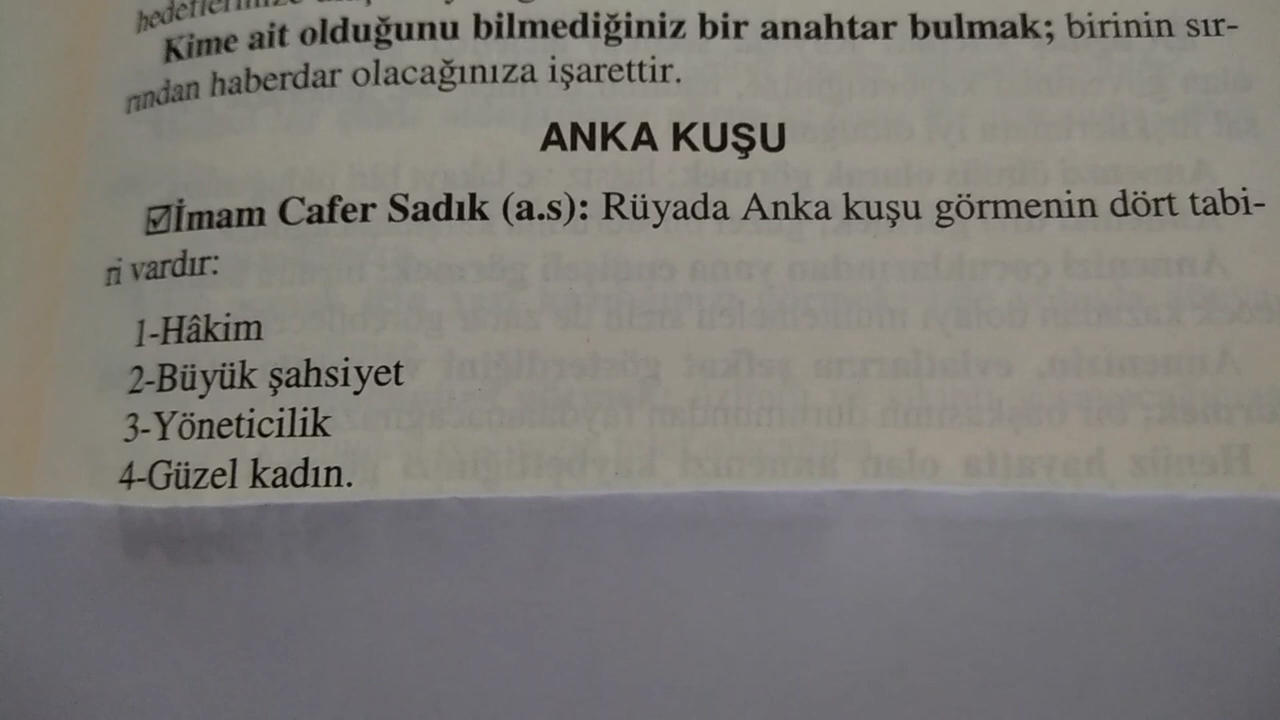 Kime ait olduğunu bilmediğiniz bir anahtar bulmak; birinin sır-
rından haberdar olacağınıza işarettir.
ANKA KUŞU
☑İmam Cafer Sadık (a.s): Rüyada Anka kuşu görmenin dört tabi-
ri vardır:
1-Hâkim
2-Büyük şahsiyet
3-Yöneticilik
4-Güzel kadın.